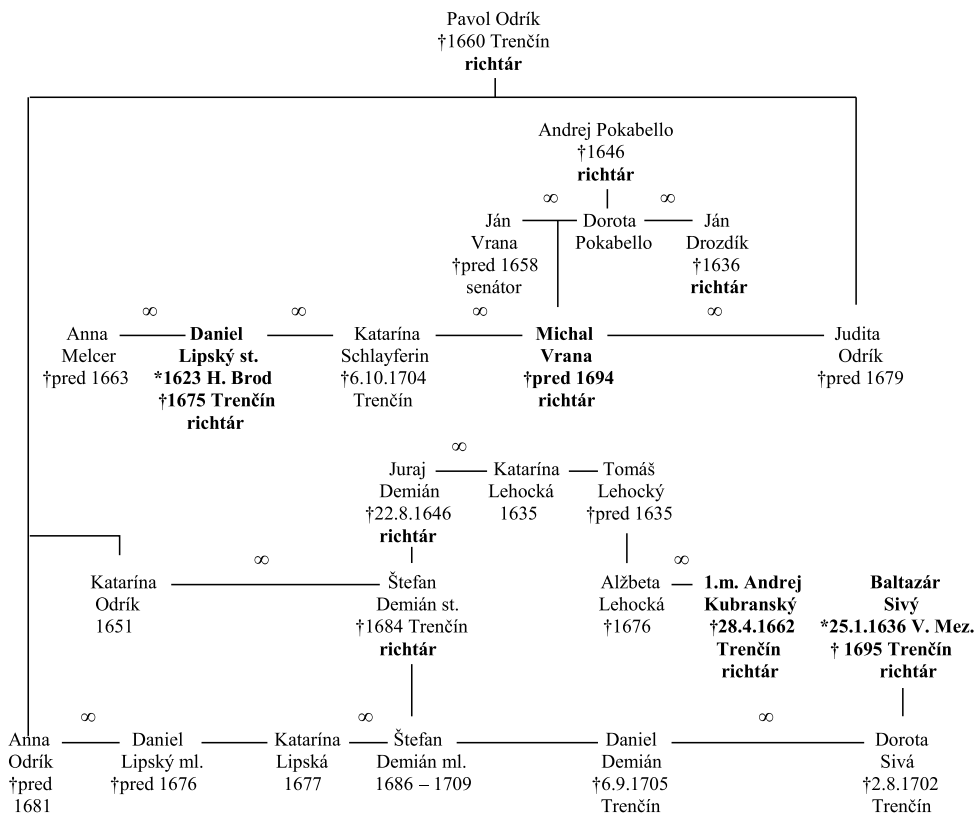 Pavol Odrík
†1660 Trenčín
richtár
Andrej Pokabello
†1646
richtár
∞ ∞
Ján Dorota Ján
Vrana Pokabello Drozdík
†pred 1658 †1636
senátor richtár
∞ ∞ ∞ ∞
Anna Daniel Katarína Michal Judita
Melcer Lipský st. Schlayferin Vrana Odrík
†pred 1663 *1623 H. Brod †6.10.1704 †pred 1694 †pred 1679
†1675 Trenčín Trenčín richtár
richtár
∞
Juraj Katarína Tomáš
Demián Lehocká Lehocký
†22.8.1646 1635 †pred 1635
richtár
∞ ∞
Katarína Štefan Alžbeta 1.m. Andrej Baltazár
Odrík Demián st. Lehocká Kubranský Sivý
1651 †1684 Trenčín †1676 †28.4.1662 *25.1.1636 V. Mez.
richtár Trenčín † 1695 Trenčín
richtár richtár
∞ ∞ ∞
Anna Daniel Katarína Štefan Daniel Dorota
Odrík Lipský ml. Lipská Demián ml. Demián Sivá
†pred †pred 1676 1677 1686 – 1709 †6.9.1705 †2.8.1702
1681 Trenčín Trenčín